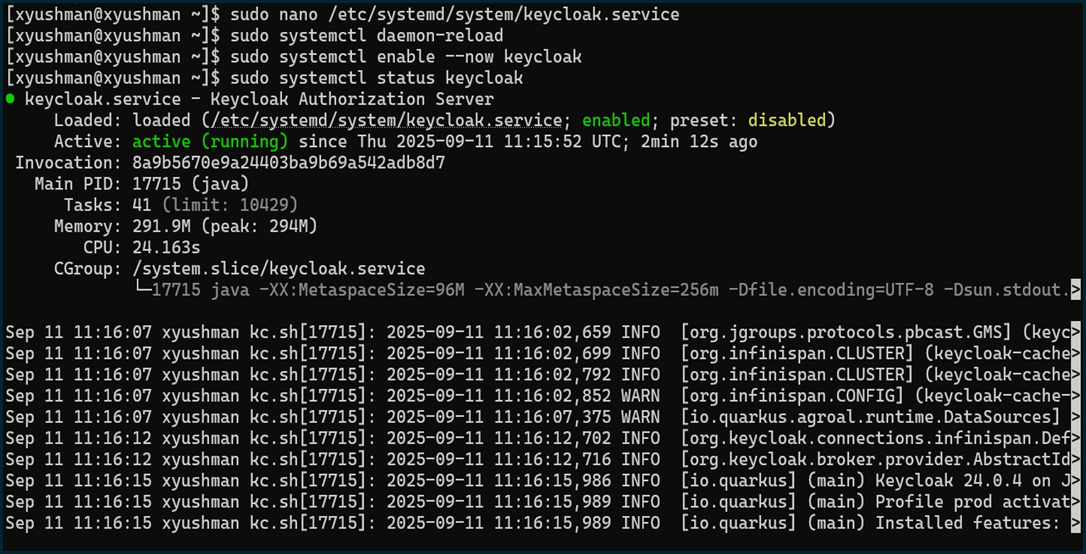 [xyushman@xyushman ~]$ sudo nano /etc/systemd/system/keycloak.service
[xyushman@xyushman ~]$ sudo systemctl daemon-reload
[xyushman@xyushman ~]$ sudo systemctl enable --now keycloak
[xyushman@xyushman ~]$ sudo systemctl status keycloak
● keycloak.service - Keycloak Authorization Server
     Loaded: loaded (/etc/systemd/system/keycloak.service; enabled; preset: disabled)
     Active: active (running) since Thu 2025-09-11 11:15:52 UTC; 2min 12s ago
 Invocation: 8a9b5670e9a24403ba9b69a542adb8d7
   Main PID: 17715 (java)
      Tasks: 41 (limit: 10429)
     Memory: 291.9M (peak: 294M)
        CPU: 24.163s
     CGroup: /system.slice/keycloak.service
             └─17715 java -XX:MetaspaceSize=96M -XX:MaxMetaspaceSize=256m -Dfile.encoding=UTF-8 -Dsun.stdout.>
Sep 11 11:16:07 xyushman kc.sh[17715]: 2025-09-11 11:16:02,659 INFO  [org.jgroups.protocols.pbcast.GMS] (keyc>
Sep 11 11:16:07 xyushman kc.sh[17715]: 2025-09-11 11:16:02,699 INFO  [org.infinispan.CLUSTER] (keycloak-cache>
Sep 11 11:16:07 xyushman kc.sh[17715]: 2025-09-11 11:16:02,792 INFO  [org.infinispan.CLUSTER] (keycloak-cache>
Sep 11 11:16:07 xyushman kc.sh[17715]: 2025-09-11 11:16:02,852 WARN  [org.infinispan.CONFIG] (keycloak-cache->
Sep 11 11:16:07 xyushman kc.sh[17715]: 2025-09-11 11:16:07,375 WARN  [io.quarkus.agroal.runtime.DataSources] >
Sep 11 11:16:12 xyushman kc.sh[17715]: 2025-09-11 11:16:12,702 INFO  [org.keycloak.connections.infinispan.Def>
Sep 11 11:16:12 xyushman kc.sh[17715]: 2025-09-11 11:16:12,716 INFO  [org.keycloak.broker.provider.AbstractId>
Sep 11 11:16:15 xyushman kc.sh[17715]: 2025-09-11 11:16:15,986 INFO  [io.quarkus] (main) Keycloak 24.0.4 on J>
Sep 11 11:16:15 xyushman kc.sh[17715]: 2025-09-11 11:16:15,989 INFO  [io.quarkus] (main) Profile prod activat>
Sep 11 11:16:15 xyushman kc.sh[17715]: 2025-09-11 11:16:15,989 INFO  [io.quarkus] (main) Installed features: >